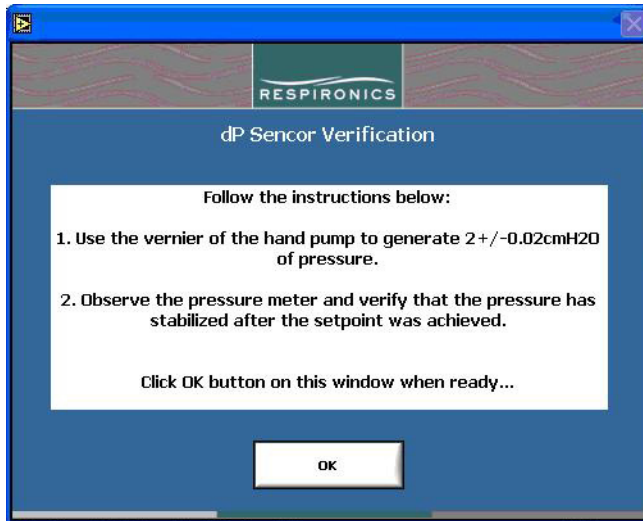 RESPIRONICS
dP Sencor Verification
Follow the instructions below:
1. Use the vernier of the hand pump to generate 2+/-0.02cmH2O
of pressure.
2. Observe the pressure meter and verify that the pressure has
stabilized after the setpoint was achieved.
Click OK button on this window when ready...
OK